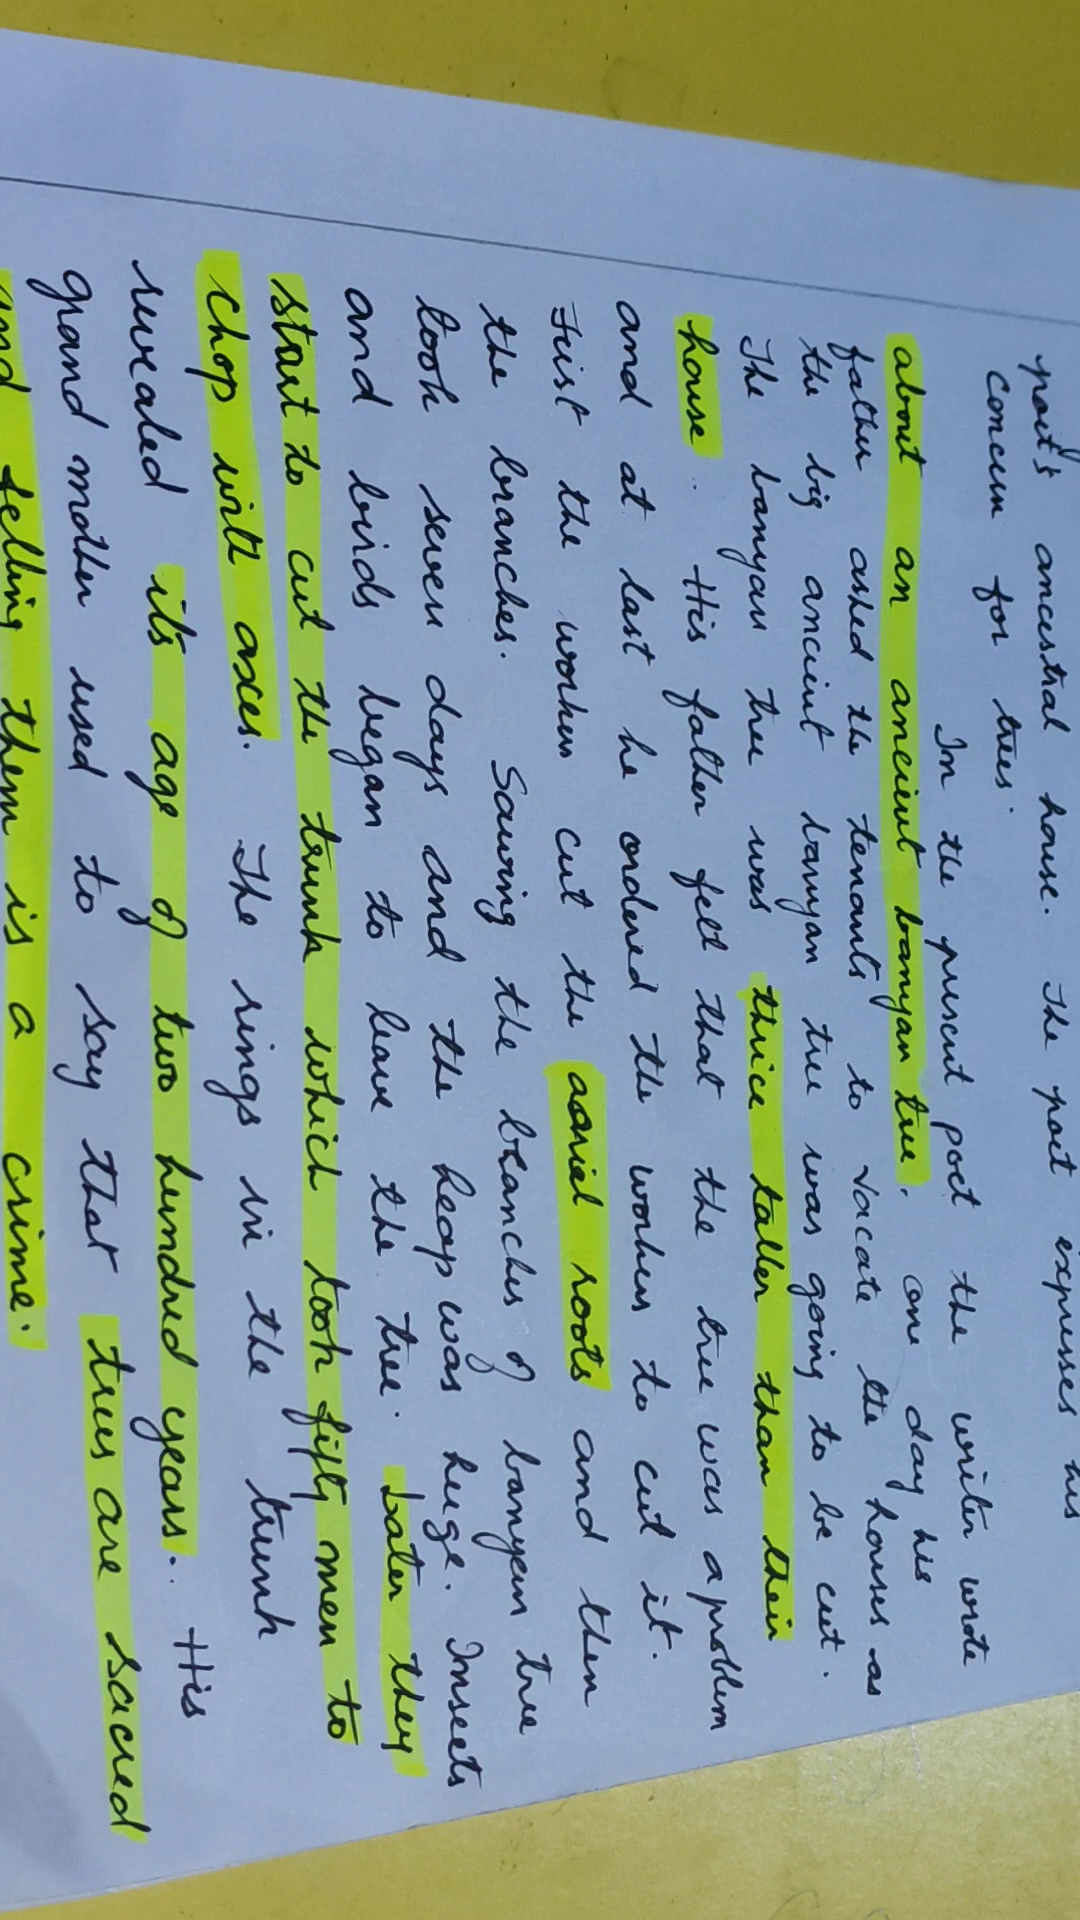 poet's ancestral house. The poet expresses his
concern for trees.
In the present poet the writer wrote
about an ancient banyan tree. one day his
father asked the tenants to vacate the houses as
the big ancient banyan tree was going to be cut.
The banyan tree was thrice taller than their
house. His father felt that the tree was a problem
and at last he ordered the workers to cut it.
First the workers cut the aerial roots and then
the branches. Sawing the branches of banyan tree
took seven days and the heap was huge. Insects
and birds began to leave the tree. Later they
start to cut the trunk which took fifty men to
chop with axes. The rings in the trunk
revealed its age of two hundred years.. His
grand mother used to say that trees are sacred
and felling them is a crime.